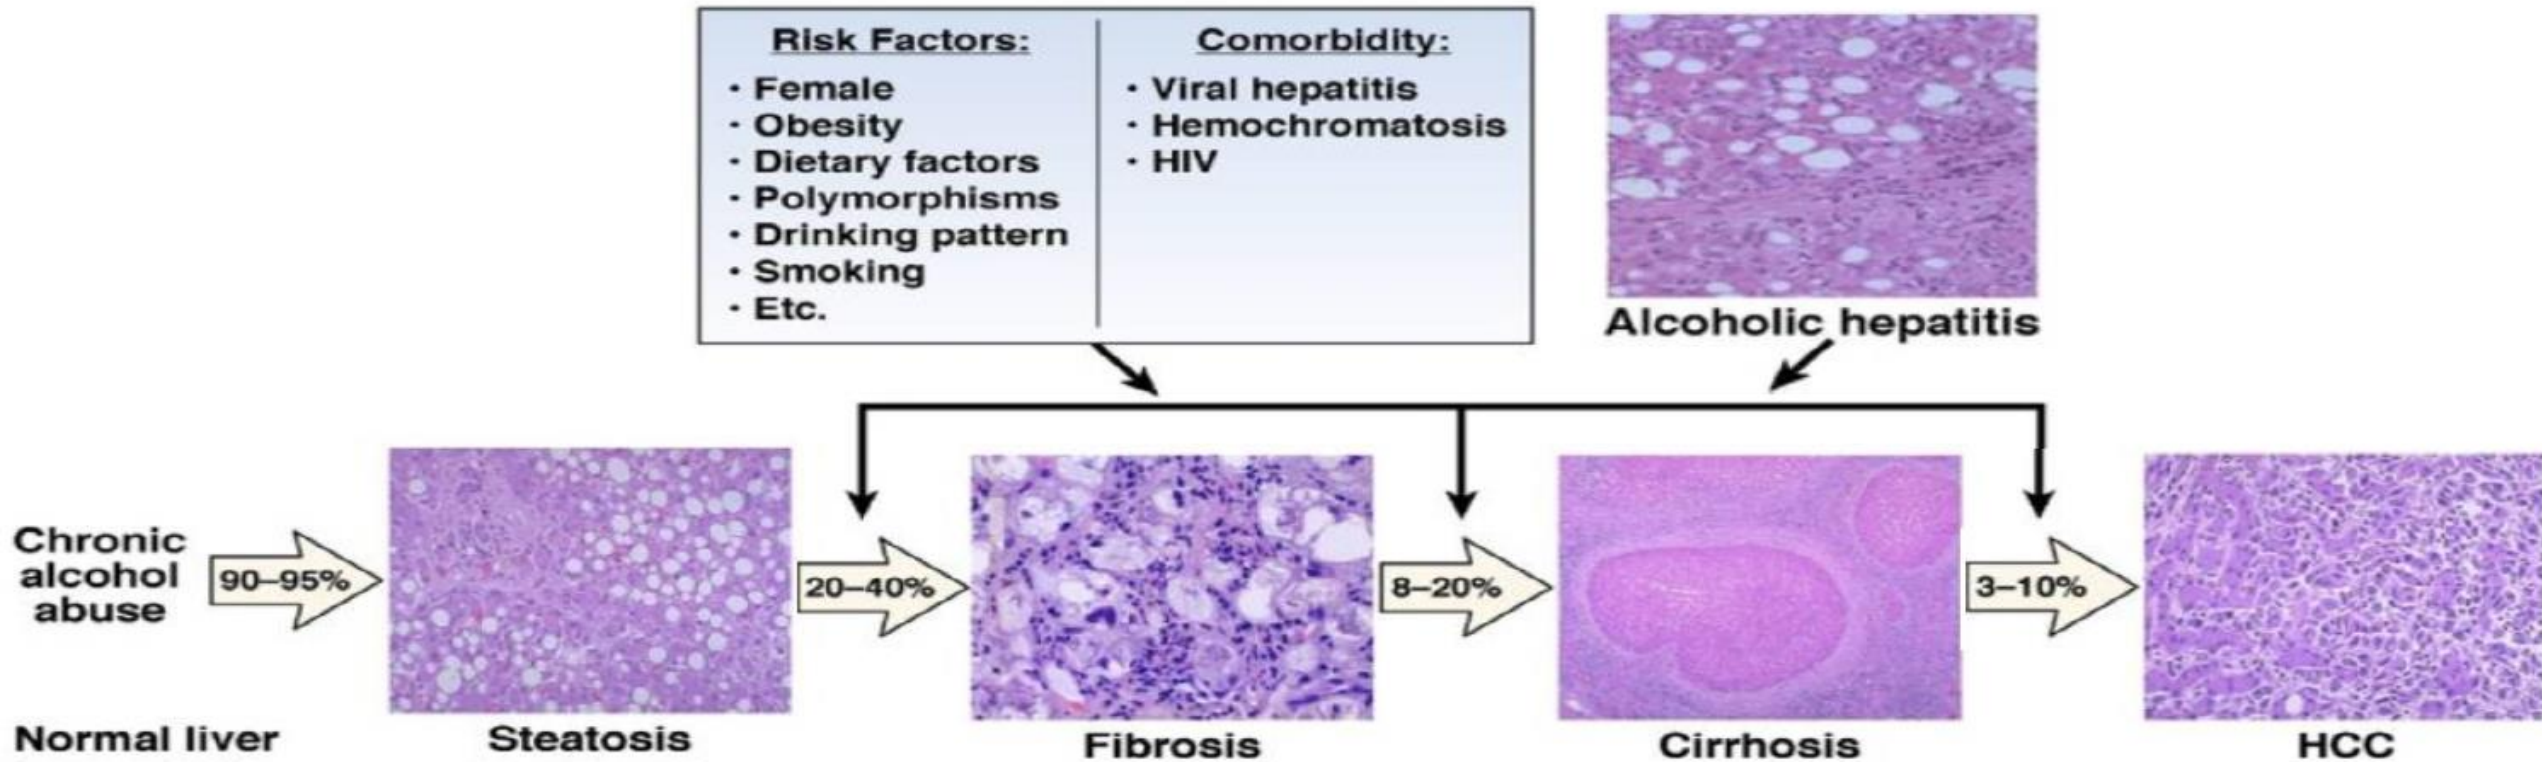 Risk Factors:
· Female
· Obesity
· Dietary factors
· Polymorphisms
· Drinking pattern
· Smoking
· Etc.
Comorbidity:
· Viral hepatitis
· Hemochromatosis
· HIV
Alcoholic hepatitis
Chronic
alcohol
abuse
90–95%
20–40%
8–20%
3–10%
Normal liver
Steatosis
Fibrosis
Cirrhosis
HCC